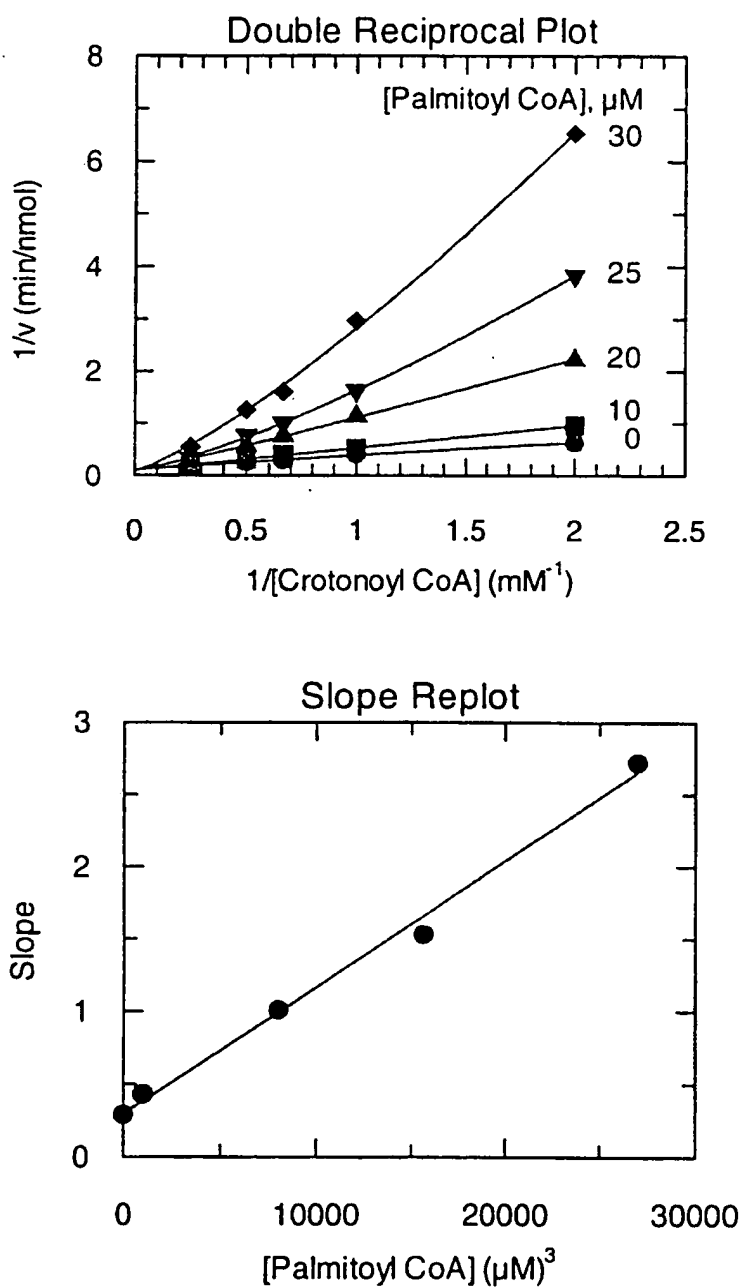 Double Reciprocal Plot
8
6
4
2
0
1/v (min/nmol)
[Palmitoyl CoA], µM
30
25
20
10
0
0 0.5 1 1.5 2 2.5
1/[Crotonoyl CoA] (mM⁻¹)
Slope Replot
3
2
1
0
Slope
0 10000 20000 30000
[Palmitoyl CoA] (µM)³